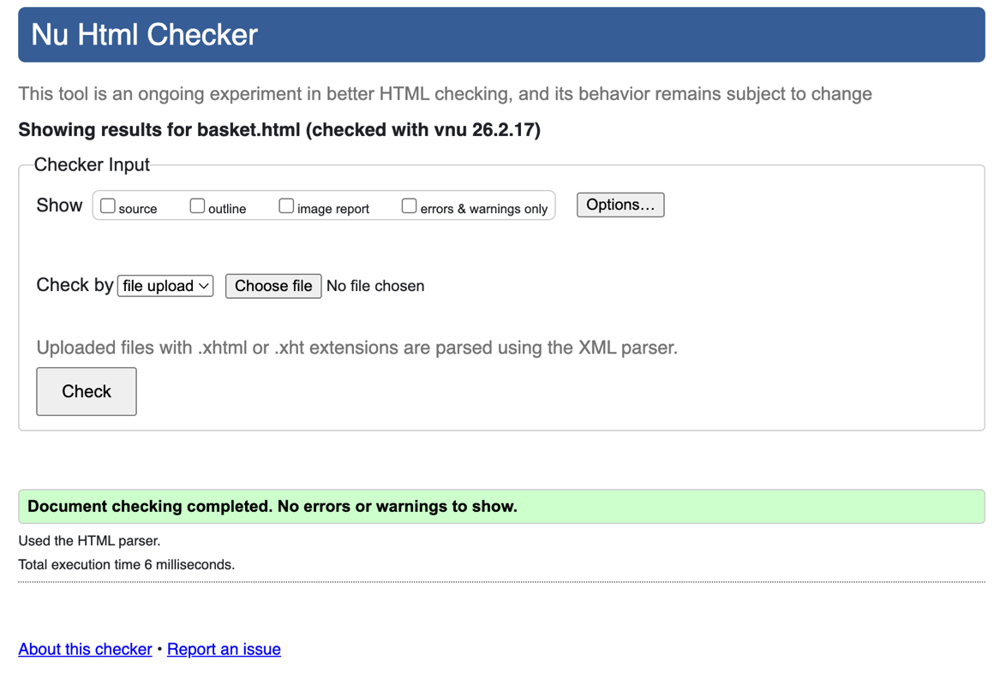 Nu Html Checker
This tool is an ongoing experiment in better HTML checking, and its behavior remains subject to change
Showing results for basket.html (checked with vnu 26.2.17)
Checker Input
Show source outline image report errors & warnings only Options...
Check by file upload Choose file No file chosen
Uploaded files with .xhtml or .xht extensions are parsed using the XML parser.
Check
Document checking completed. No errors or warnings to show.
Used the HTML parser.
Total execution time 6 milliseconds.
About this checker • Report an issue